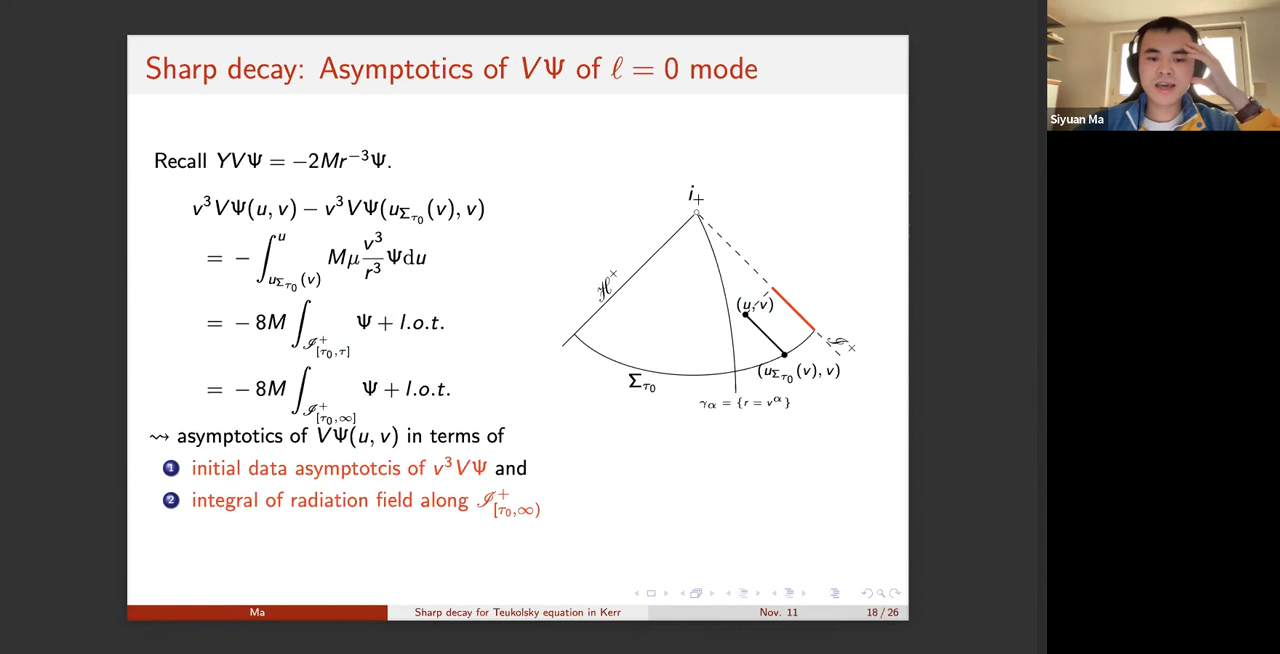 Sharp decay: Asymptotics of VΨ of ℓ = 0 mode
Recall YVΨ = −2Mr⁻³Ψ.
v³VΨ(u, v) − v³VΨ(u_{Σ_{τ₀}}(v), v)
= − ∫_{u_{Σ_{τ₀}}(v)}^{u} Mμ v³/r³ Ψdu
= − 8M ∫_{𝓘⁺_{[τ₀,τ]}} Ψ + l.o.t.
= − 8M ∫_{𝓘⁺_{[τ₀,∞]}} Ψ + l.o.t.
⇝ asymptotics of VΨ(u, v) in terms of
1 initial data asymptotcis of v³VΨ and
2 integral of radiation field along 𝓘⁺_{[τ₀,∞)}
i₊
𝓗⁺
(u, v)
𝓘⁺
(u_{Σ_{τ₀}}(v), v)
Σ_{τ₀}
γ_α = {r = v^α}
Ma
Sharp decay for Teukolsky equation in Kerr
Nov. 11
18 / 26
Siyuan Ma